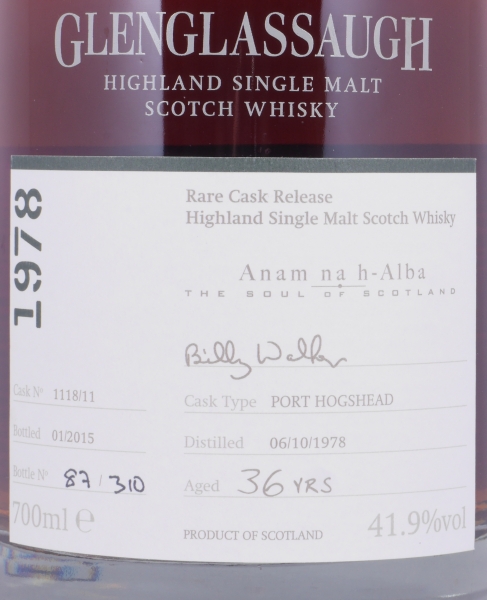 GLENGLASSAUGH
HIGHLAND SINGLE MALT
SCOTCH WHISKY
1978
Rare Cask Release
Highland Single Malt Scotch Whisky
Anam na h-Alba
THE SOUL OF SCOTLAND
Billy Walker
Cask Nº 1118/11
Cask Type PORT HOGSHEAD
Bottled 01/2015
Distilled 06/10/1978
Bottle Nº 87/310
Aged 36 YRS
700ml e
PRODUCT OF SCOTLAND
41.9%vol